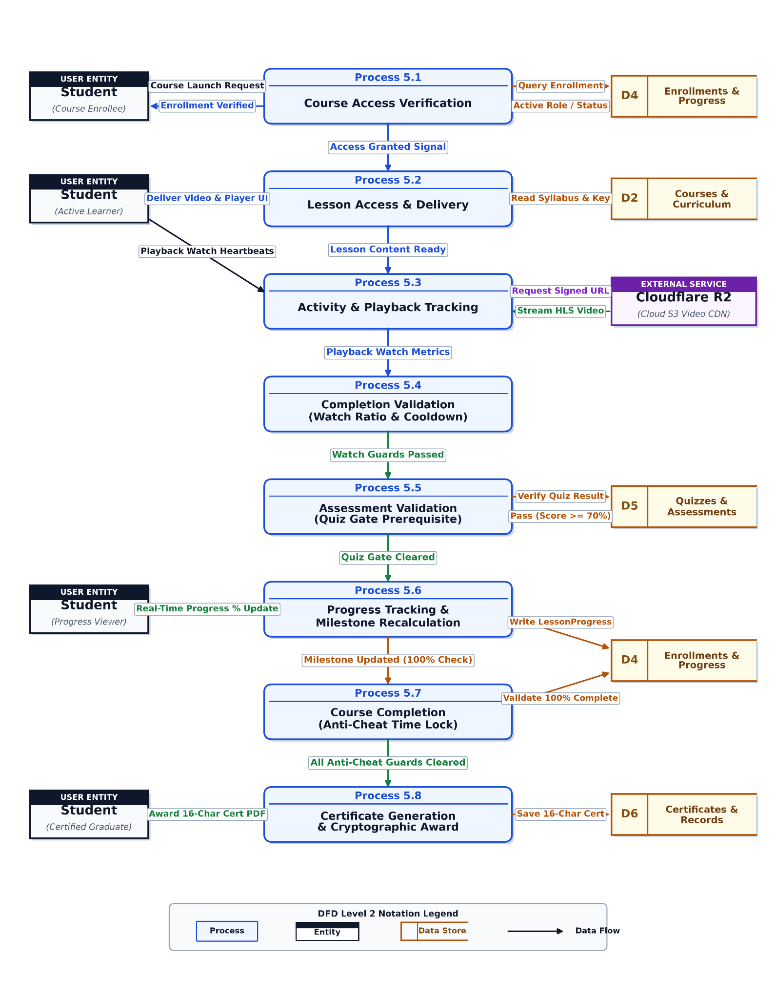 USER ENTITY
Student
(Course Enrollee)
Course Launch Request
Enrollment Verified
Process 5.1
Course Access Verification
Query Enrollment
Active Role / Status
D4
Enrollments &
Progress
Access Granted Signal
USER ENTITY
Student
(Active Learner)
Deliver Video & Player UI
Process 5.2
Lesson Access & Delivery
Read Syllabus & Key
D2
Courses &
Curriculum
Playback Watch Heartbeats
Lesson Content Ready
Process 5.3
Activity & Playback Tracking
Request Signed URL
Stream HLS Video
EXTERNAL SERVICE
Cloudflare R2
(Cloud S3 Video CDN)
Playback Watch Metrics
Process 5.4
Completion Validation
(Watch Ratio & Cooldown)
Watch Guards Passed
Process 5.5
Assessment Validation
(Quiz Gate Prerequisite)
Verify Quiz Result
Pass (Score >= 70%)
D5
Quizzes &
Assessments
Quiz Gate Cleared
USER ENTITY
Student
(Progress Viewer)
Real-Time Progress % Update
Process 5.6
Progress Tracking &
Milestone Recalculation
Write LessonProgress
D4
Enrollments &
Progress
Milestone Updated (100% Check)
Process 5.7
Course Completion
(Anti-Cheat Time Lock)
Validate 100% Complete
All Anti-Cheat Guards Cleared
USER ENTITY
Student
(Certified Graduate)
Award 16-Char Cert PDF
Process 5.8
Certificate Generation
& Cryptographic Award
Save 16-Char Cert
D6
Certificates &
Records
DFD Level 2 Notation Legend
Process
Entity
Data Store
Data Flow